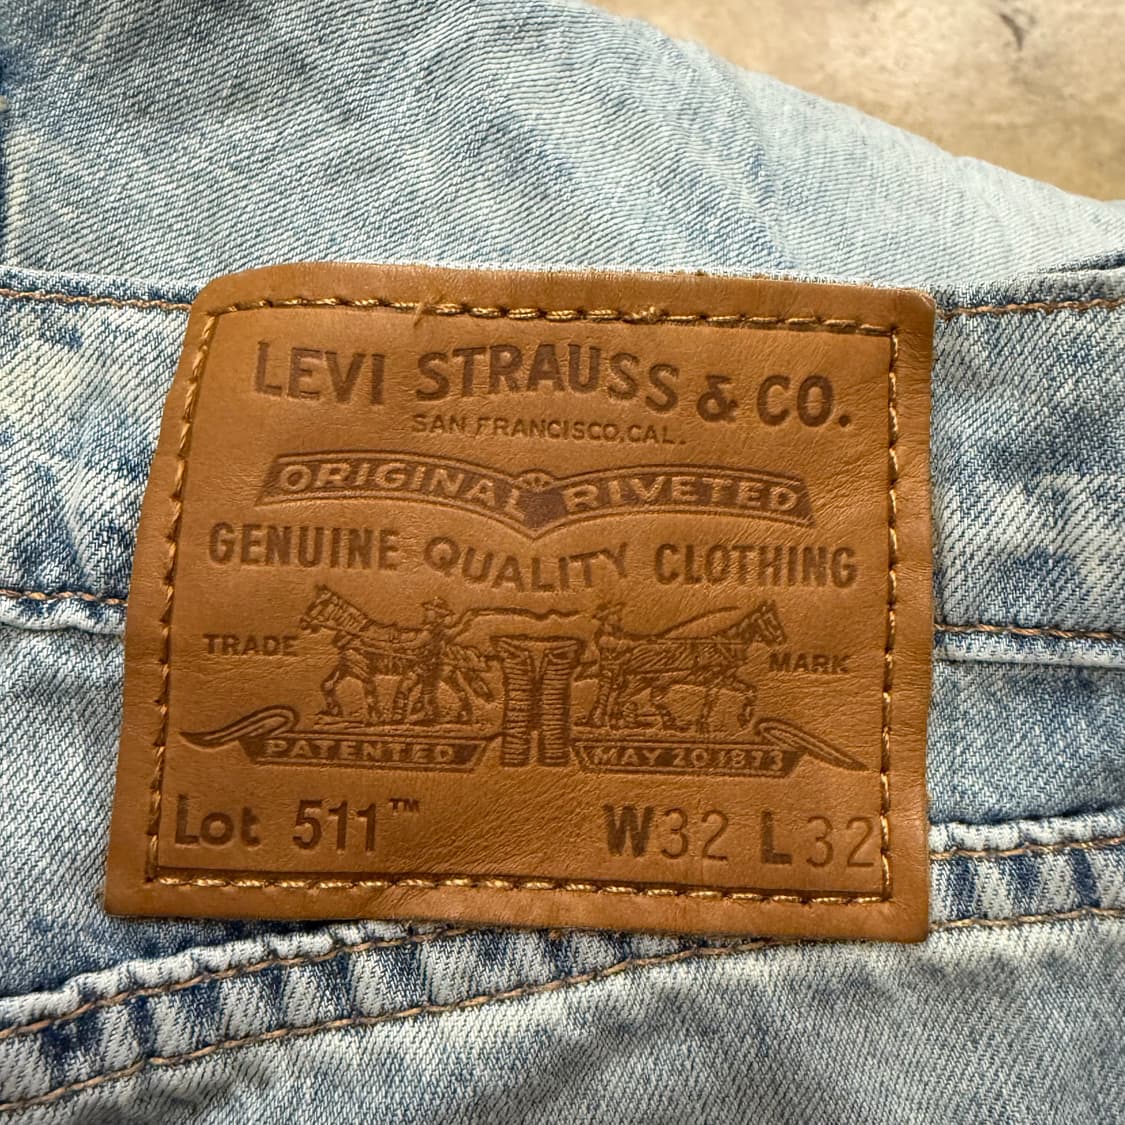 LEVI STRAUSS & CO.
SAN FRANCISCO, CAL.
ORIGINAL RIVETED
GENUINE QUALITY CLOTHING
TRADE MARK
PATENTED MAY 20 1873
Lot 511™ W32 L32